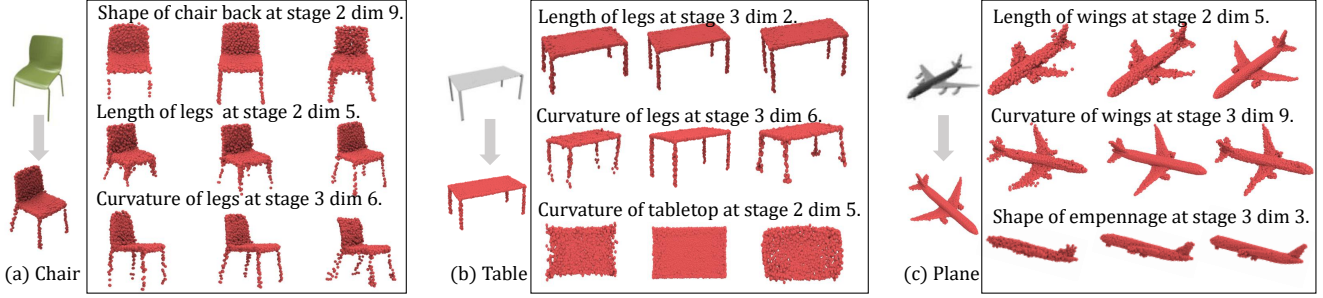 Shape of chair back at stage 2 dim 9.
Length of legs at stage 2 dim 5.
Curvature of legs at stage 3 dim 6.
(a) Chair
Length of legs at stage 3 dim 2.
Curvature of legs at stage 3 dim 6.
Curvature of tabletop at stage 2 dim 5.
(b) Table
Length of wings at stage 2 dim 5.
Curvature of wings at stage 3 dim 9.
Shape of empennage at stage 3 dim 3.
(c) Plane